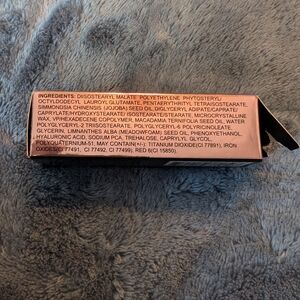 INGREDIENTS: DIISOSTEARYL MALATE, POLYETHYLENE, PHYTOSTERYL/
OCTYLDODECYL LAUROYL GLUTAMATE, PENTAERYTHRITYL TETRAISOSTEARATE,
SIMMONDSIA CHINENSIS (JOJOBA) SEED OIL, DIGLYCERYL ADIPATE/CAPRATE/
CAPRYLATE/HYDROXYSTEARATE/ISOSTEARATE/STEARATE, MICROCRYSTALLINE
WAX, VP/HEXADECENE COPOLYMER, MACADAMIA TERNIFOLIA SEED OIL, WATER,
POLYGLYCERYL-2 TRIISOSTEARATE, POLYGLYCERYL-6 POLYRICINOLEATE,
GLYCERIN, LIMNANTHES ALBA (MEADOWFOAM) SEED OIL, PHENOXYETHANOL,
HYALURONIC ACID, SODIUM PCA, TREHALOSE, CAPRYLYL GLYCOL,
POLYQUATERNIUM-51. MAY CONTAIN(+/-): TITANIUM DIOXIDE(CI 77891), IRON
OXIDES(CI 77491, CI 77492, CI 77499), RED 6(CI 15850).